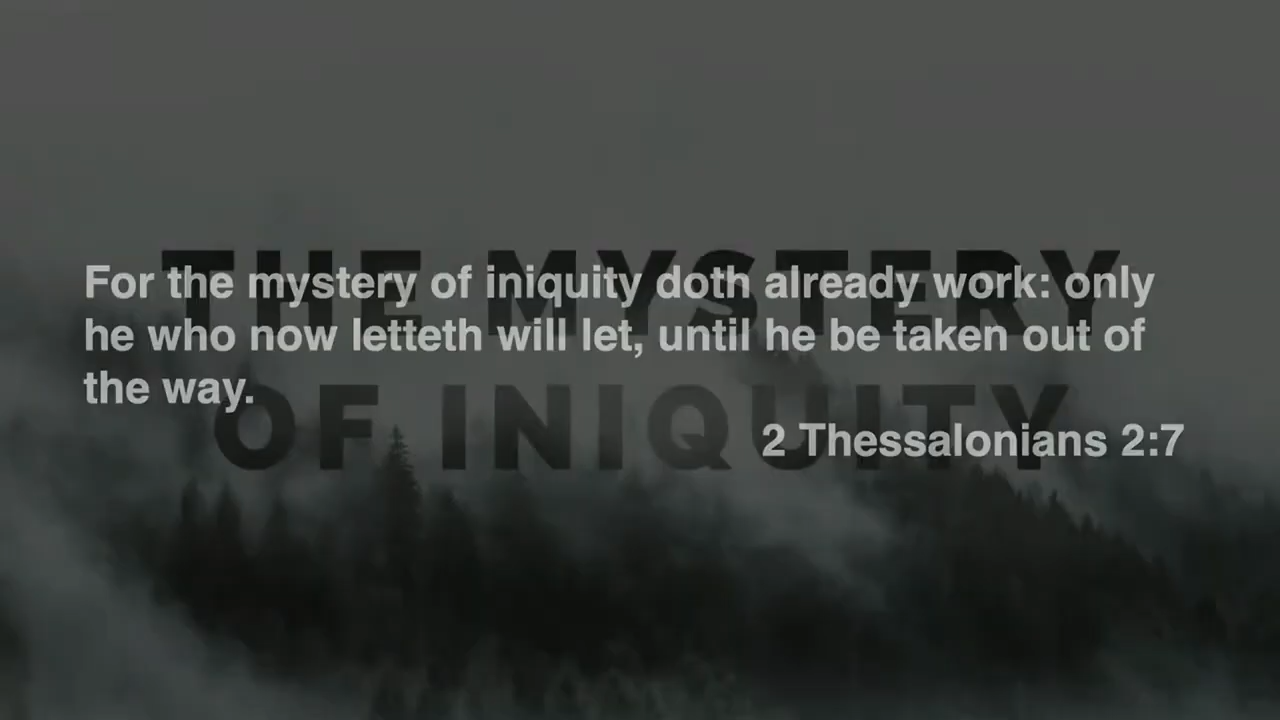 THE MYSTERY
OF INIQUITY
For the mystery of iniquity doth already work: only
he who now letteth will let, until he be taken out of
the way.
2 Thessalonians 2:7